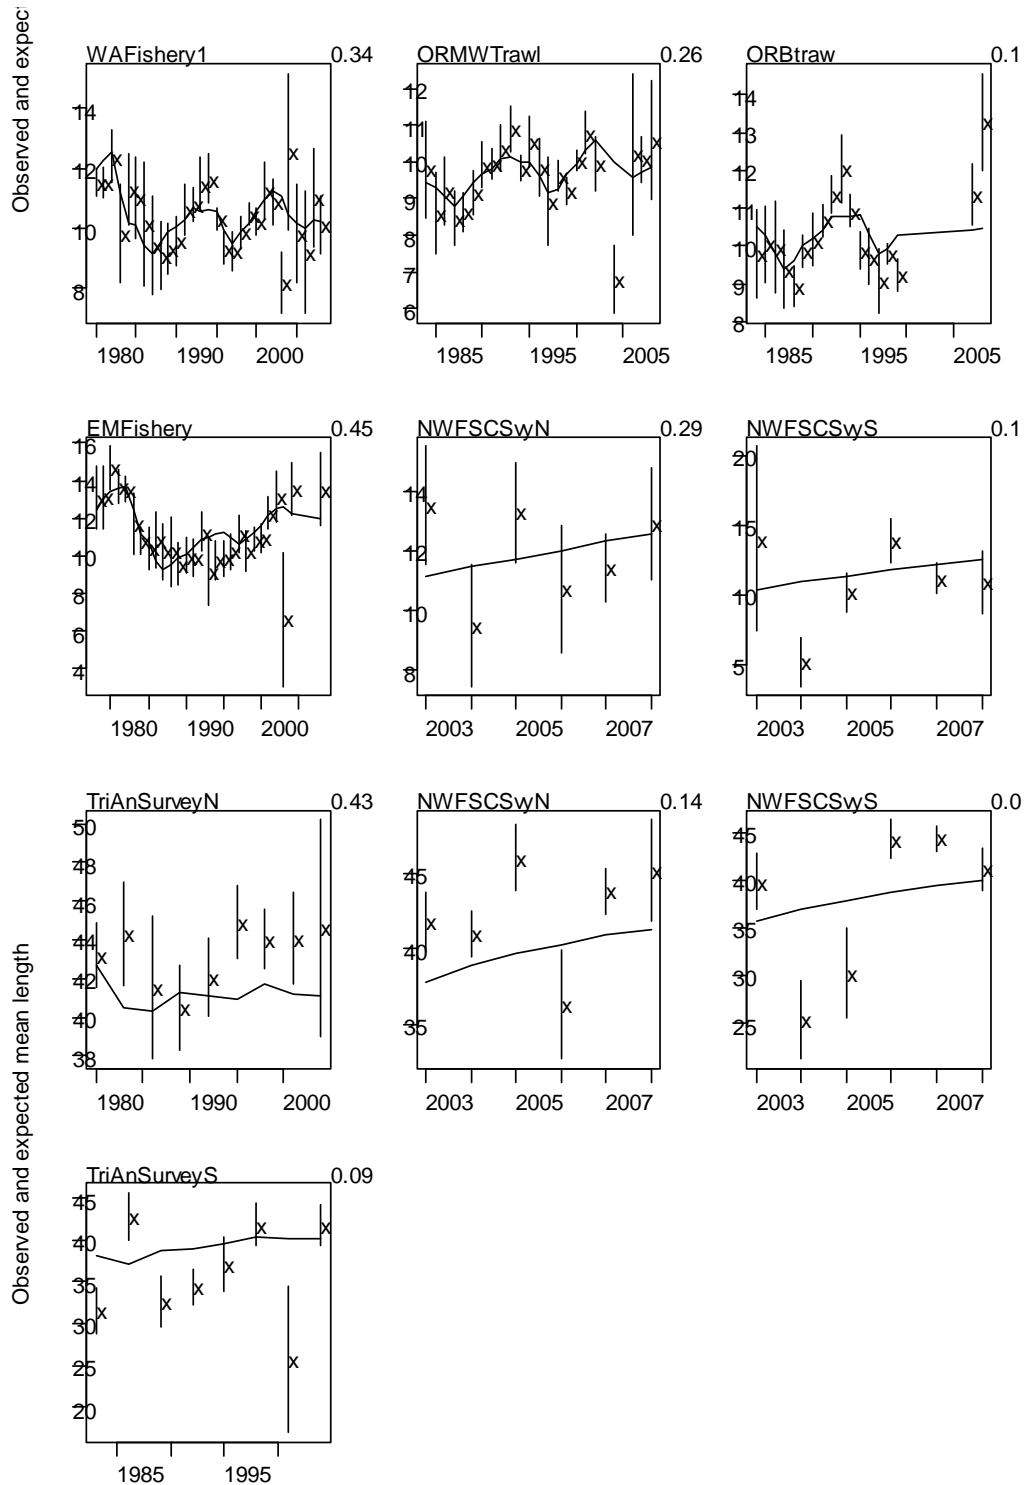 Observed and expec
WAFishery1 0.34
14
12
10
8
1980 1990 2000
ORMWTrawl 0.26
12
11
10
9
8
7
6
1985 1995 2005
ORBtraw 0.1
14
13
12
11
10
9
8
1985 1995 2005
EMFishery 0.45
16
14
12
10
8
6
4
1980 1990 2000
NWFSCSvyN 0.29
14
12
10
8
2003 2005 2007
NWFSCSvyS 0.1
20
15
10
5
2003 2005 2007
Observed and expected mean length
TriAnSurveyN 0.43
50
48
46
44
42
40
38
1980 1990 2000
NWFSCSvyN 0.14
45
40
35
2003 2005 2007
NWFSCSvyS 0.0
45
40
35
30
25
2003 2005 2007
TriAnSurveyS 0.09
45
40
35
30
25
20
1985 1995